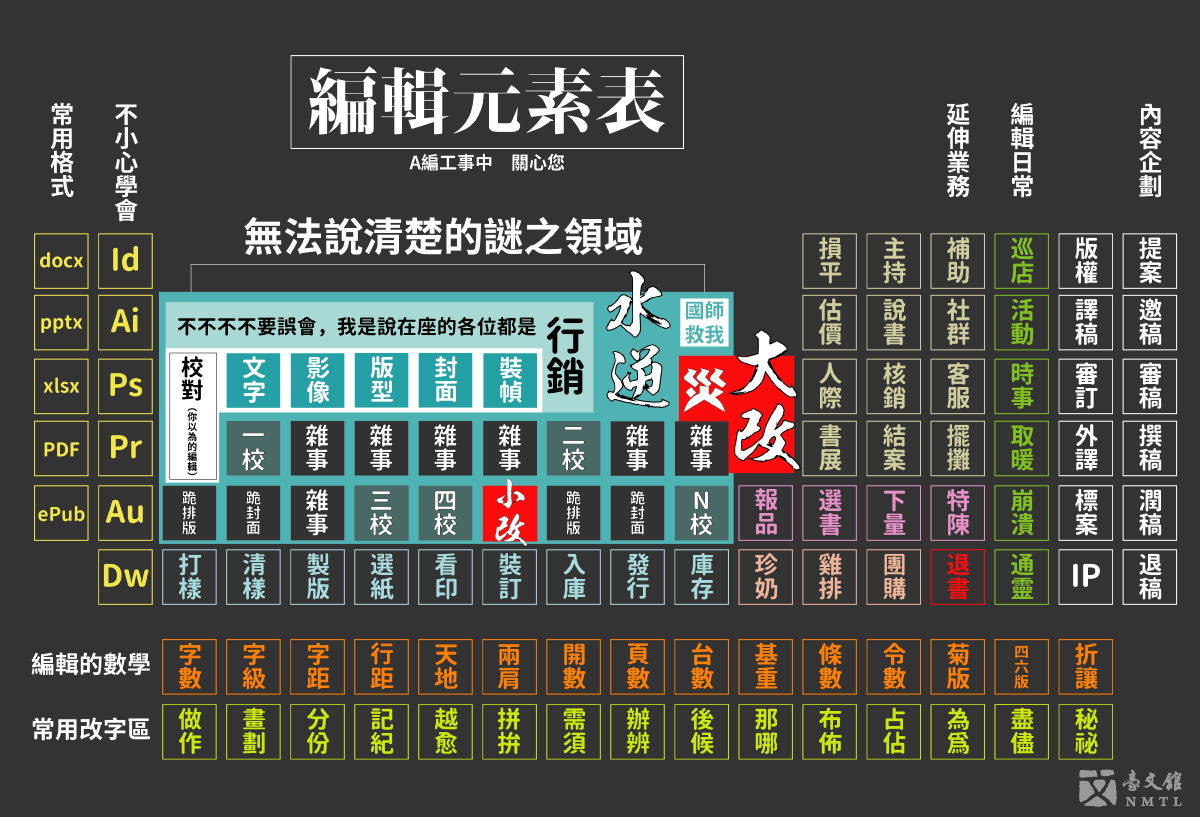 編輯元素表
A編工事中 關心您
常用格式
不小心學會
延伸業務
編輯日常
內容企劃
無法說清楚的謎之領域
docx Id 損平 主持 補助 巡店 版權 提案
pptx Ai 估價 說書 社群 活動 譯稿 邀稿
不不不不要誤會，我是說在座的各位都是
行銷
水逆
國師救我
大改
災
xlsx Ps 校對（你以為的編輯） 文字 影像 版型 封面 裝幀 人際 核銷 客服 時事 審訂 審稿
PDF Pr 一校 雜事 雜事 雜事 雜事 二校 雜事 雜事 書展 結案 擺攤 取暖 外譯 撰稿
ePub Au 跪排版 跪封面 雜事 三校 四校 小改 跪排版 跪封面 N校 報品 選書 下量 特陳 崩潰 標案 潤稿
Dw 打樣 清樣 製版 選紙 看印 裝訂 入庫 發行 庫存 珍奶 雞排 團購 退書 通靈 IP 退稿
編輯的數學 字數 字級 字距 行距 天地 兩肩 開數 頁數 台數 基重 條數 令數 菊版 四六版 折讓
常用改字區 做作 畫劃 分份 記紀 越愈 拼拚 需須 辦辨 後候 那哪 布佈 占佔 為爲 盡儘 秘祕
臺文館
NMTL